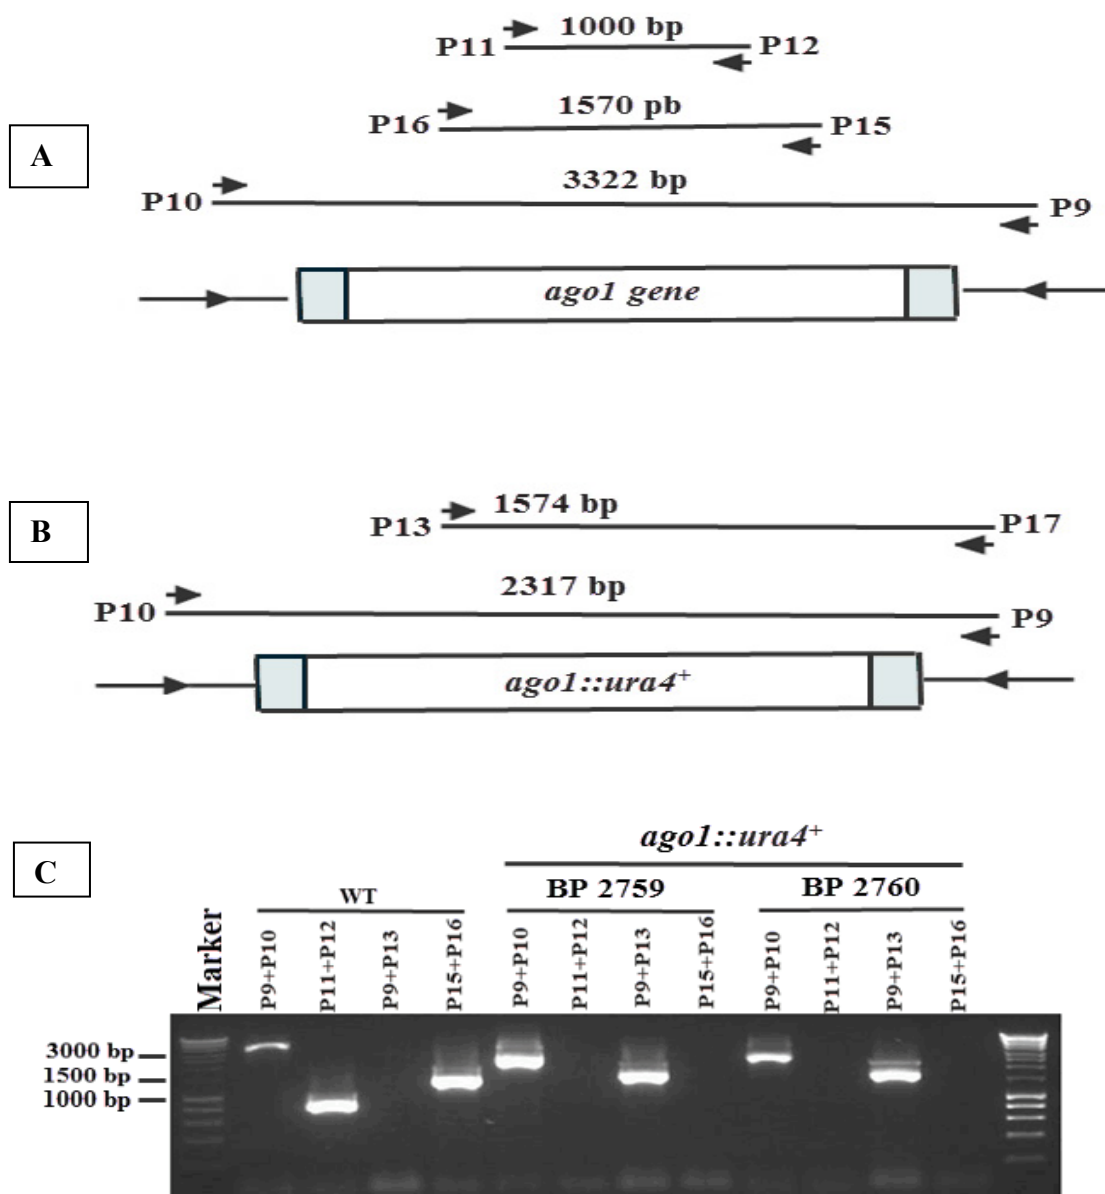 1000 bp
P11 P12
1570 pb
A P16 P15
3322 bp
P10 P9
ago1 gene
B P13 1574 bp P17
2317 bp
P10 P9
ago1::ura4+
C ago1::ura4+
WT BP 2759 BP 2760
Marker P9+P10 P11+P12 P9+P13 P15+P16 P9+P10 P11+P12 P9+P13 P15+P16 P9+P10 P11+P12 P9+P13 P15+P16
3000 bp
1500 bp
1000 bp